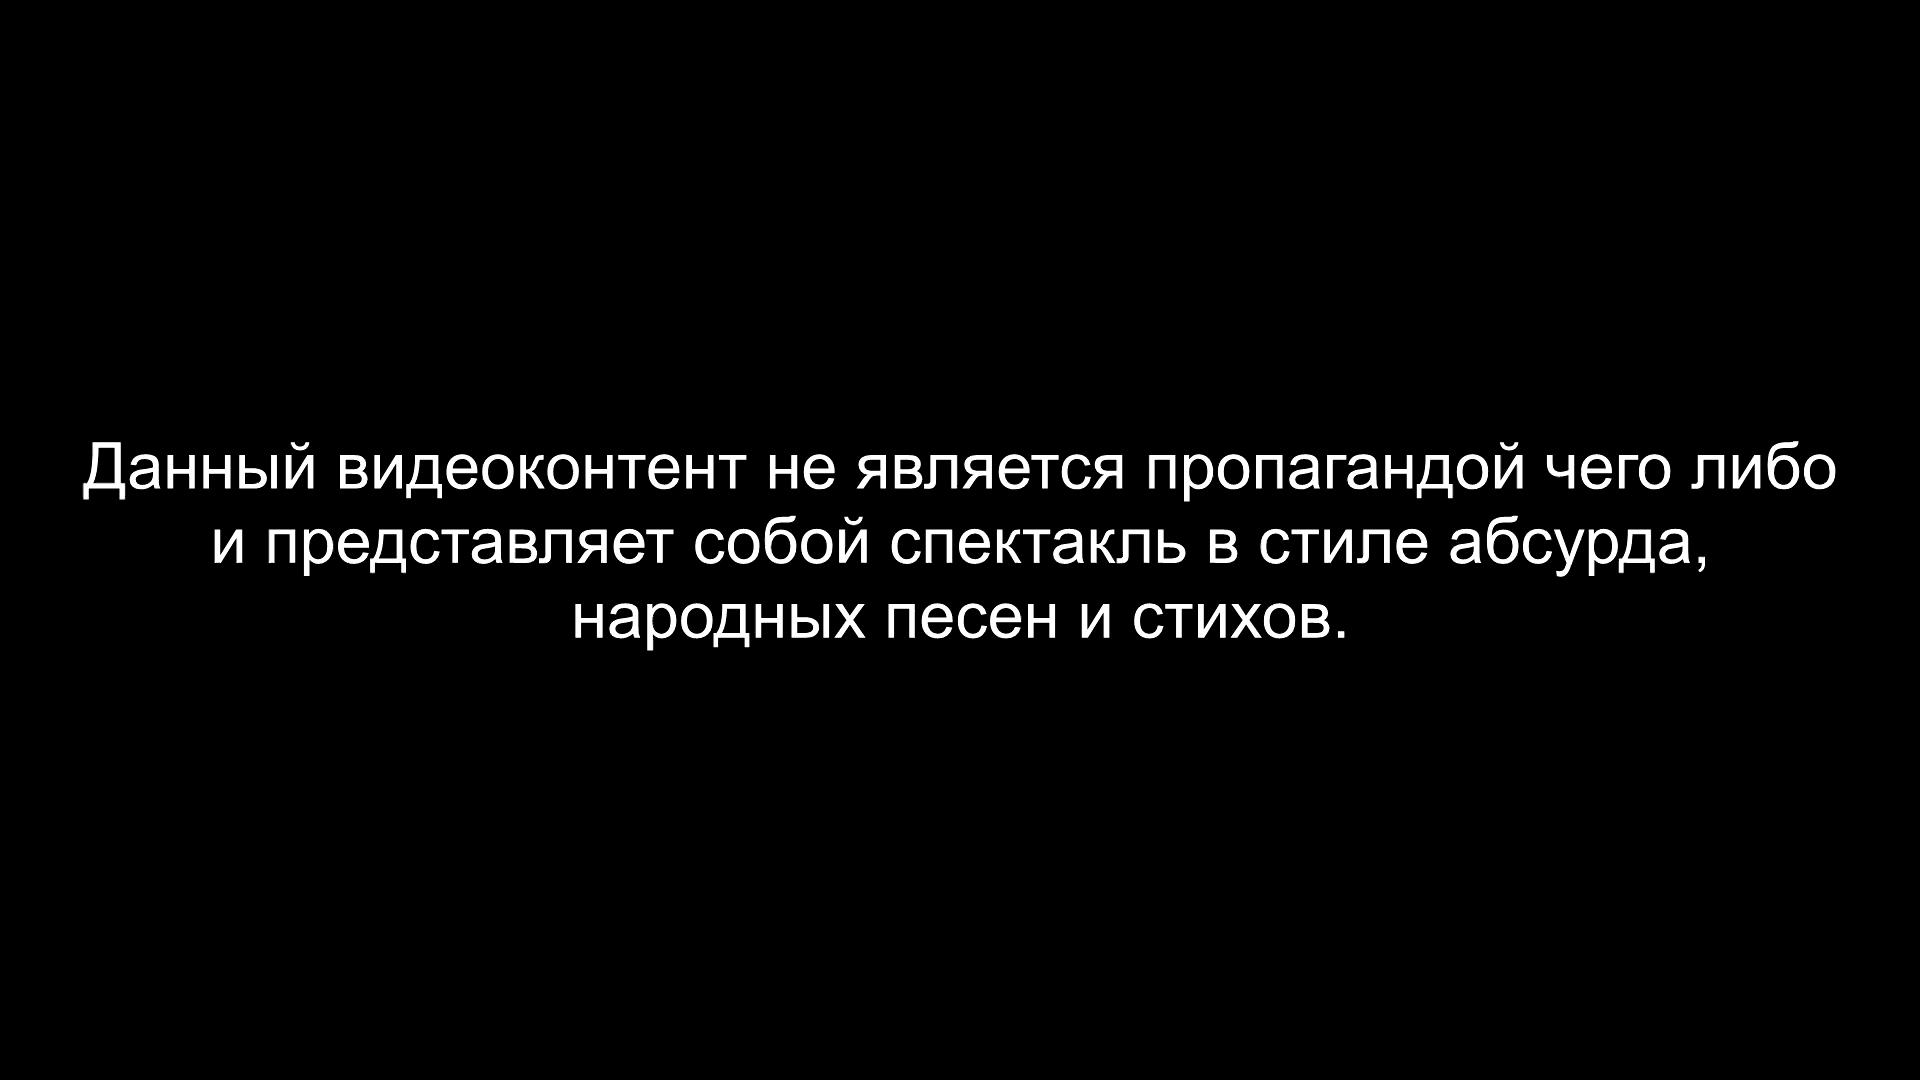 Данный видеоконтент не является пропагандой чего либо
и представляет собой спектакль в стиле абсурда,
народных песен и стихов.